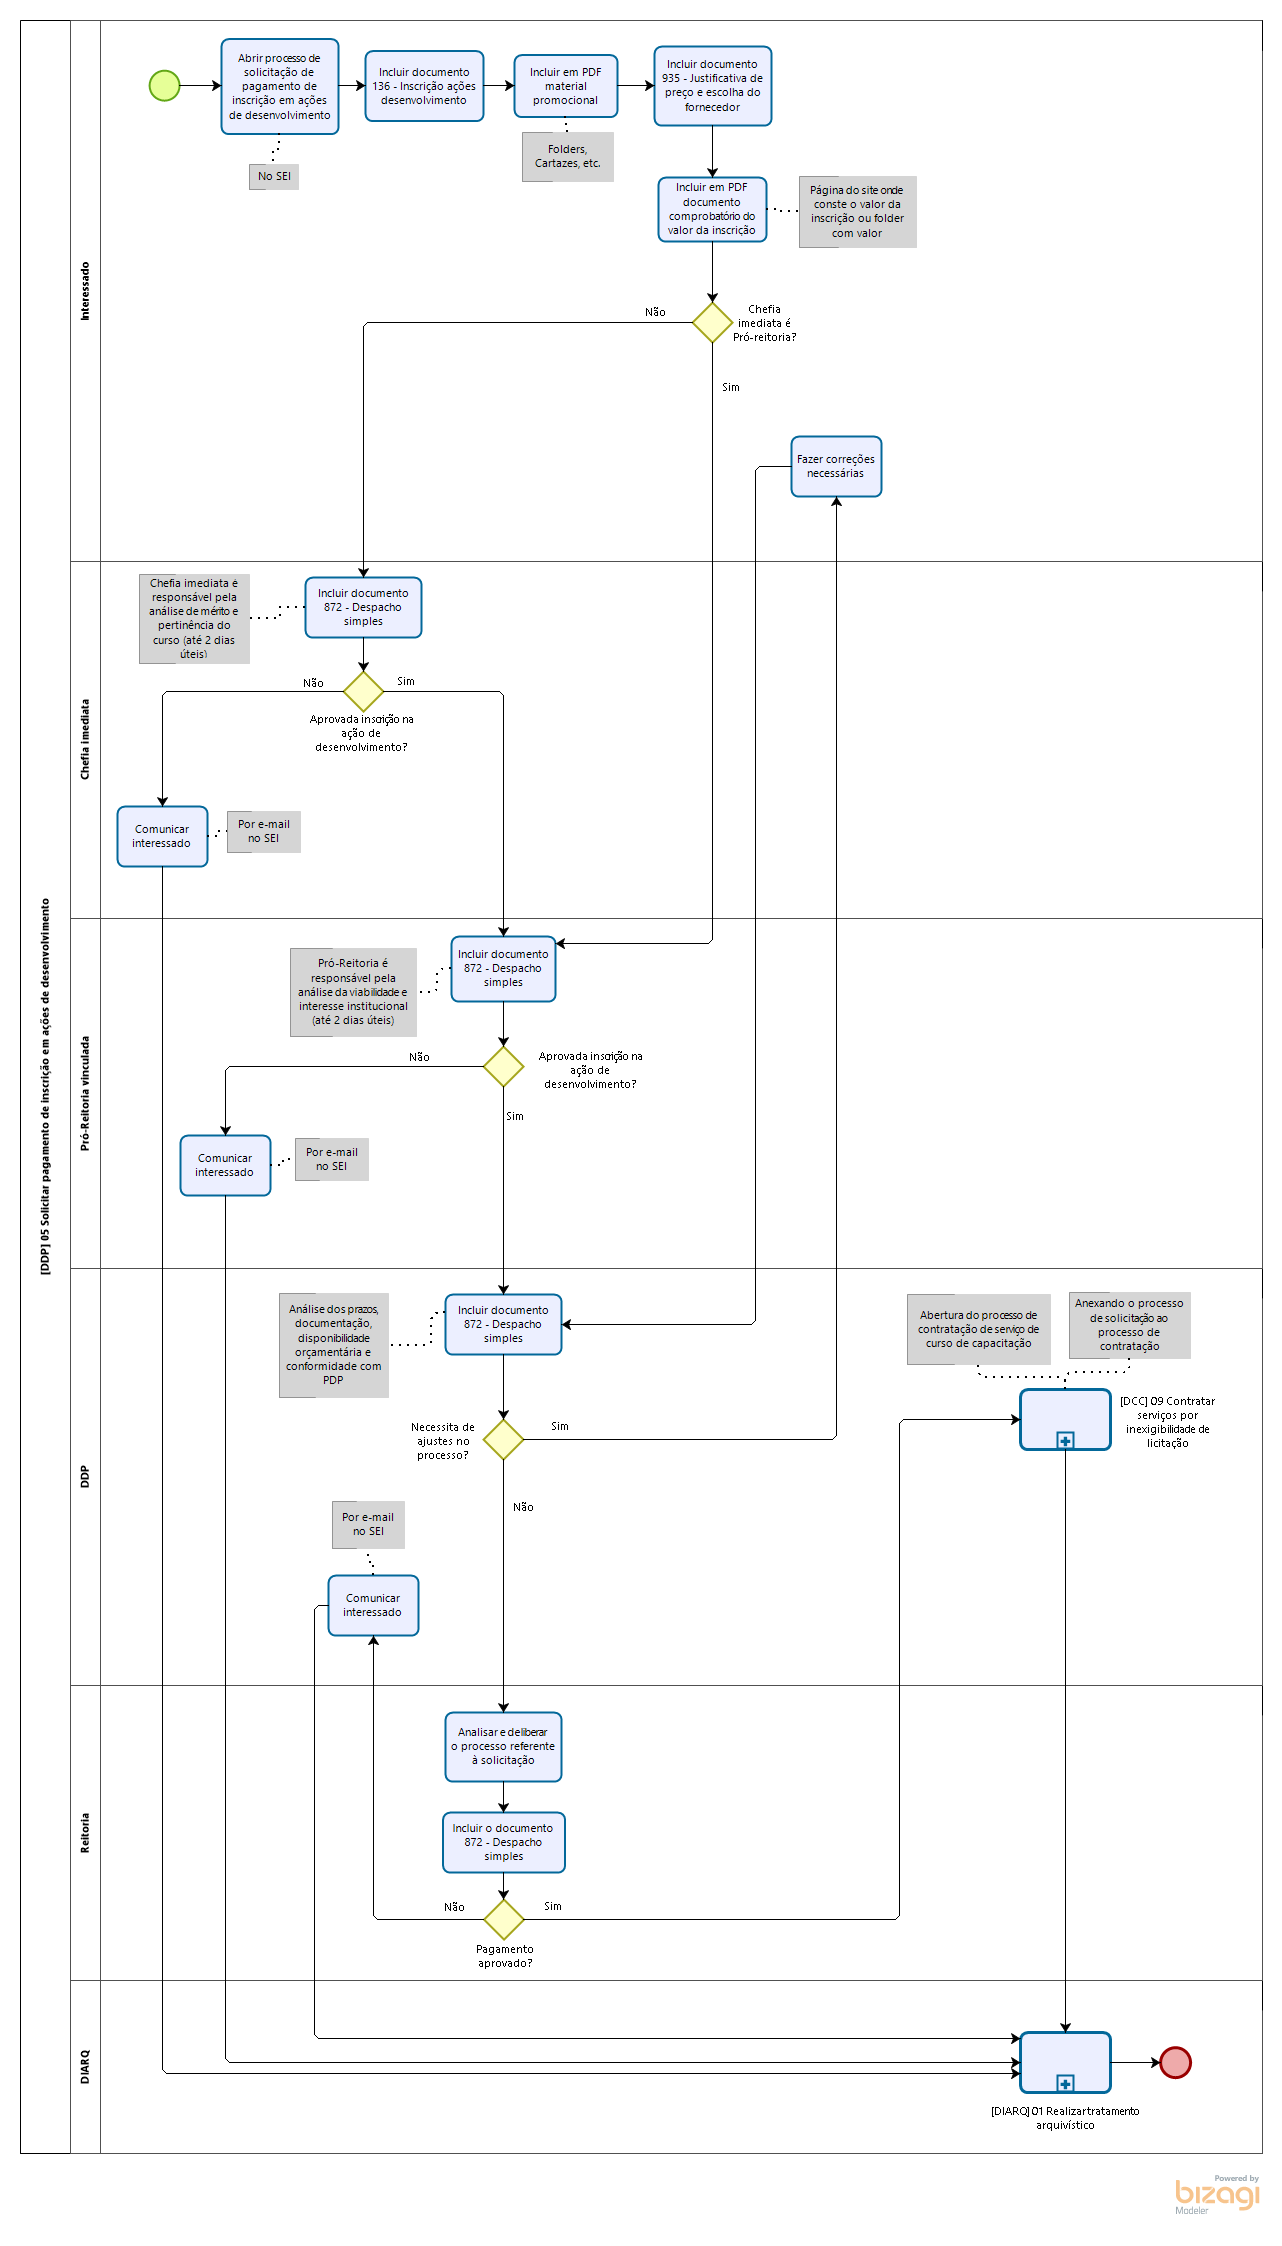 [DDP] 05 Solicitar pagamento de inscrição em ações de desenvolvimento
Interessado
Abrir processo de
solicitação de
pagamento de
inscrição em ações
de desenvolvimento
No SEI
Incluir documento
136 - Inscrição ações
desenvolvimento
Incluir em PDF
material
promocional
Folders,
Cartazes, etc.
Incluir documento
935 - Justificativa de
preço e escolha do
fornecedor
Incluir em PDF
documento
comprobatório do
valor da inscrição
Página do site onde
conste o valor da
inscrição ou folder
com valor
Chefia
imediata é
Pró-reitoria?
Não
Sim
Fazer correções
necessárias
Chefia imediata
Chefia imediata é
responsável pela
análise de mérito e
pertinência do
curso (até 2 dias
úteis)
Incluir documento
872 - Despacho
simples
Não
Sim
Aprovada inscrição na
ação de
desenvolvimento?
Comunicar
interessado
Por e-mail
no SEI
Pró-Reitoria vinculada
Pró-Reitoria é
responsável pela
análise da viabilidade e
interesse institucional
(até 2 dias úteis)
Incluir documento
872 - Despacho
simples
Não
Aprovada inscrição na
ação de
desenvolvimento?
Sim
Comunicar
interessado
Por e-mail
no SEI
DDP
Análise dos prazos,
documentação,
disponibilidade
orçamentária e
conformidade com
PDP
Incluir documento
872 - Despacho
simples
Abertura do processo de
contratação de serviço de
curso de capacitação
Anexando o processo
de solicitação ao
processo de
contratação
[DCC] 09 Contratar
serviços por
inexigibilidade de
licitação
Necessita de
ajustes no
processo?
Sim
Não
Por e-mail
no SEI
Comunicar
interessado
Reitoria
Analisar e deliberar
o processo referente
à solicitação
Incluir o documento
872 - Despacho
simples
Não
Sim
Pagamento
aprovado?
DIARQ
[DIARQ] 01 Realizar tratamento
arquivístico
Powered by
bizagi
Modeler